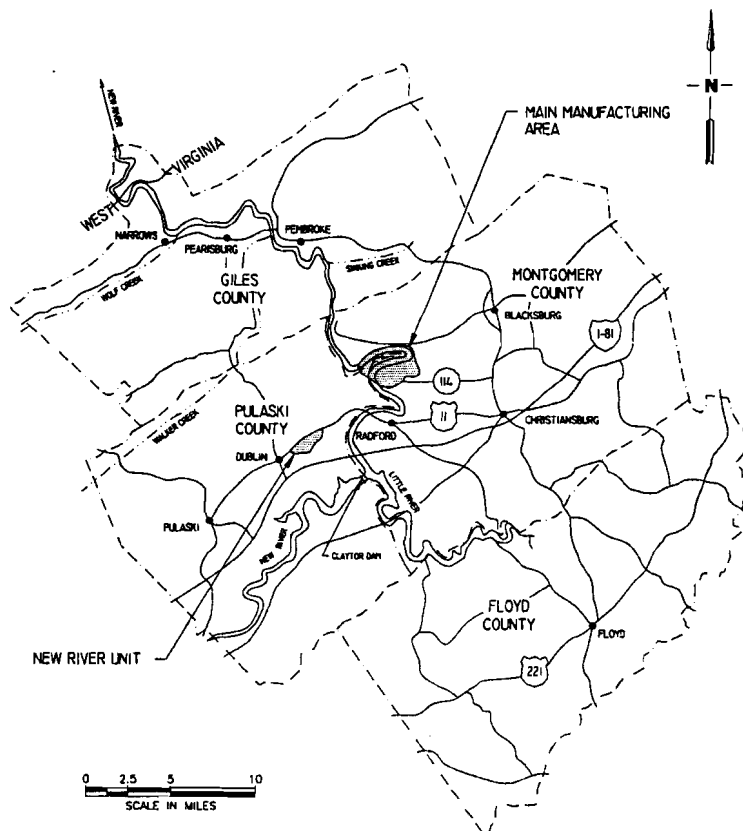 N
NEW RIVER
MAIN MANUFACTURING
AREA
WEST VIRGINIA
NARROWS
PEARISBURG
PEMBROKE
WOLF CREEK
GILES
COUNTY
SINKING CREEK
MONTGOMERY
COUNTY
BLACKSBURG
I-81
114
11
WALKER CREEK
PULASKI
COUNTY
RADFORD
CHRISTIANSBURG
DUBLIN
LITTLE RIVER
PULASKI
NEW RIVER
CLAYTOR DAM
FLOYD
COUNTY
FLOYD
NEW RIVER UNIT
221
0 2.5 5 10
SCALE IN MILES